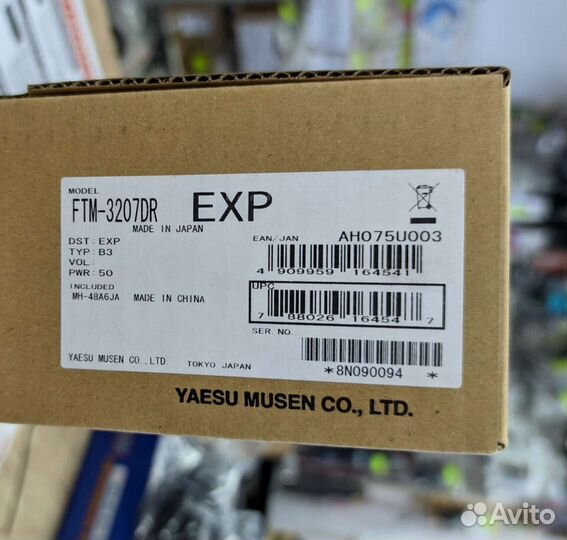 MODEL
FTM-3207DR EXP
MADE IN JAPAN
DST: EXP
TYP: B3
VOL:
PWR: 50
INCLUDED
MH-48A6JA MADE IN CHINA
EAN/JAN AH075U003
4 909959 164541
UPC
7 88026 16454 7
SER. NO.
*8N090094 *
YAESU MUSEN CO., LTD. TOKYO JAPAN
YAESU MUSEN CO., LTD.
Avito